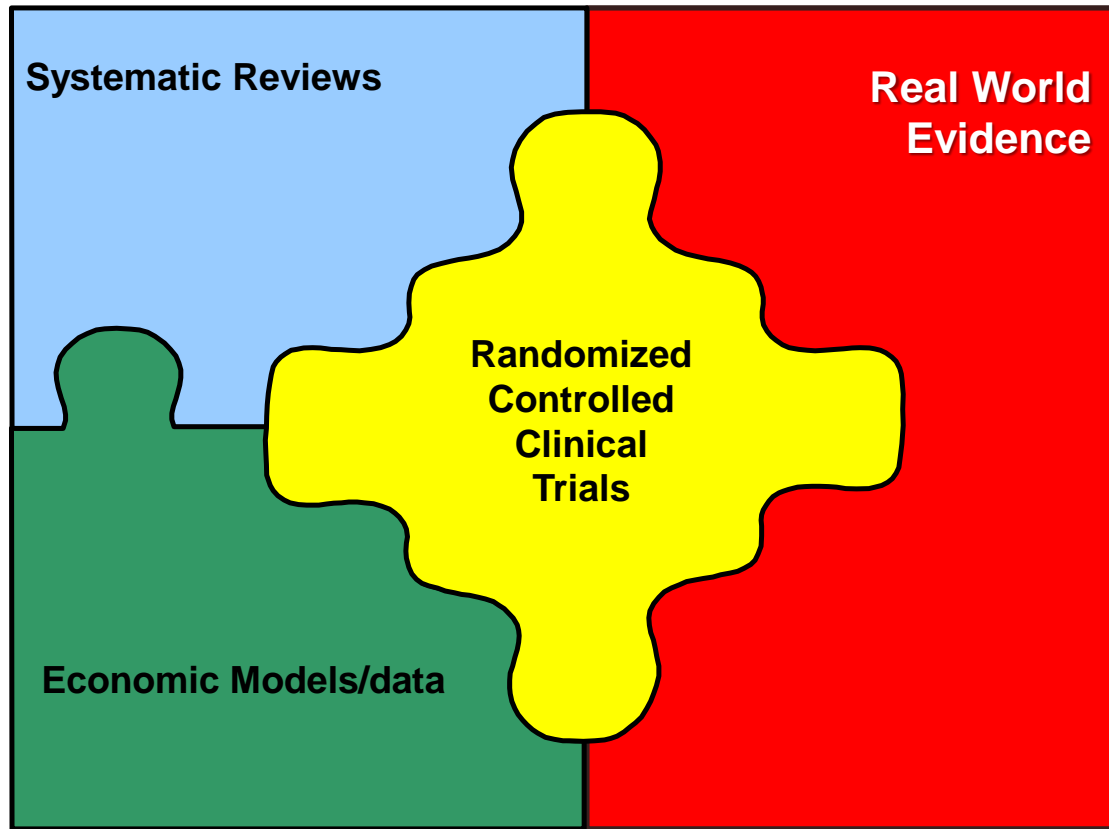 Systematic Reviews
Real World
Evidence
Randomized
Controlled
Clinical
Trials
Economic Models/data